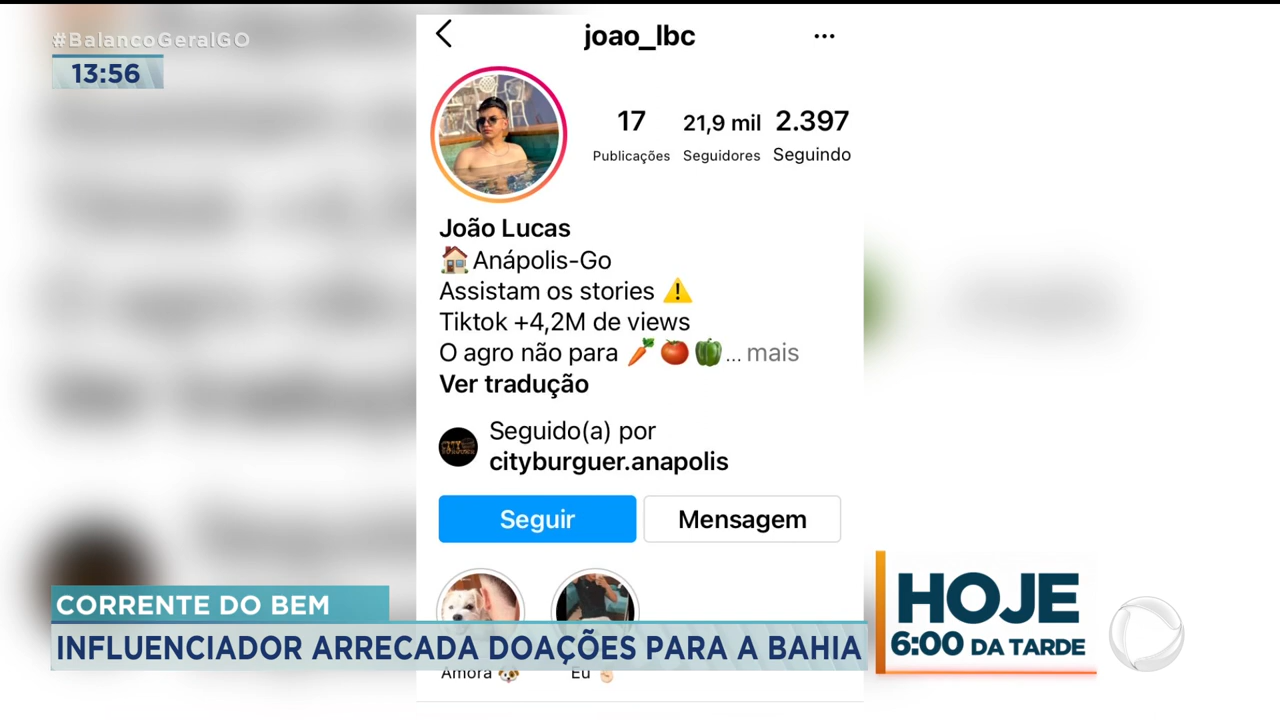 #BalancoGeralGO
13:56
joao_lbc
17
21,9 mil
2.397
Publicações
Seguidores
Seguindo
João Lucas
Anápolis-Go
Assistam os stories
Tiktok +4,2M de views
O agro não para ... mais
Ver tradução
Seguido(a) por
cityburguer.anapolis
Seguir
Mensagem
CORRENTE DO BEM
INFLUENCIADOR ARRECADA DOAÇÕES PARA A BAHIA
HOJE
6:00 DA TARDE
Amora
Eu